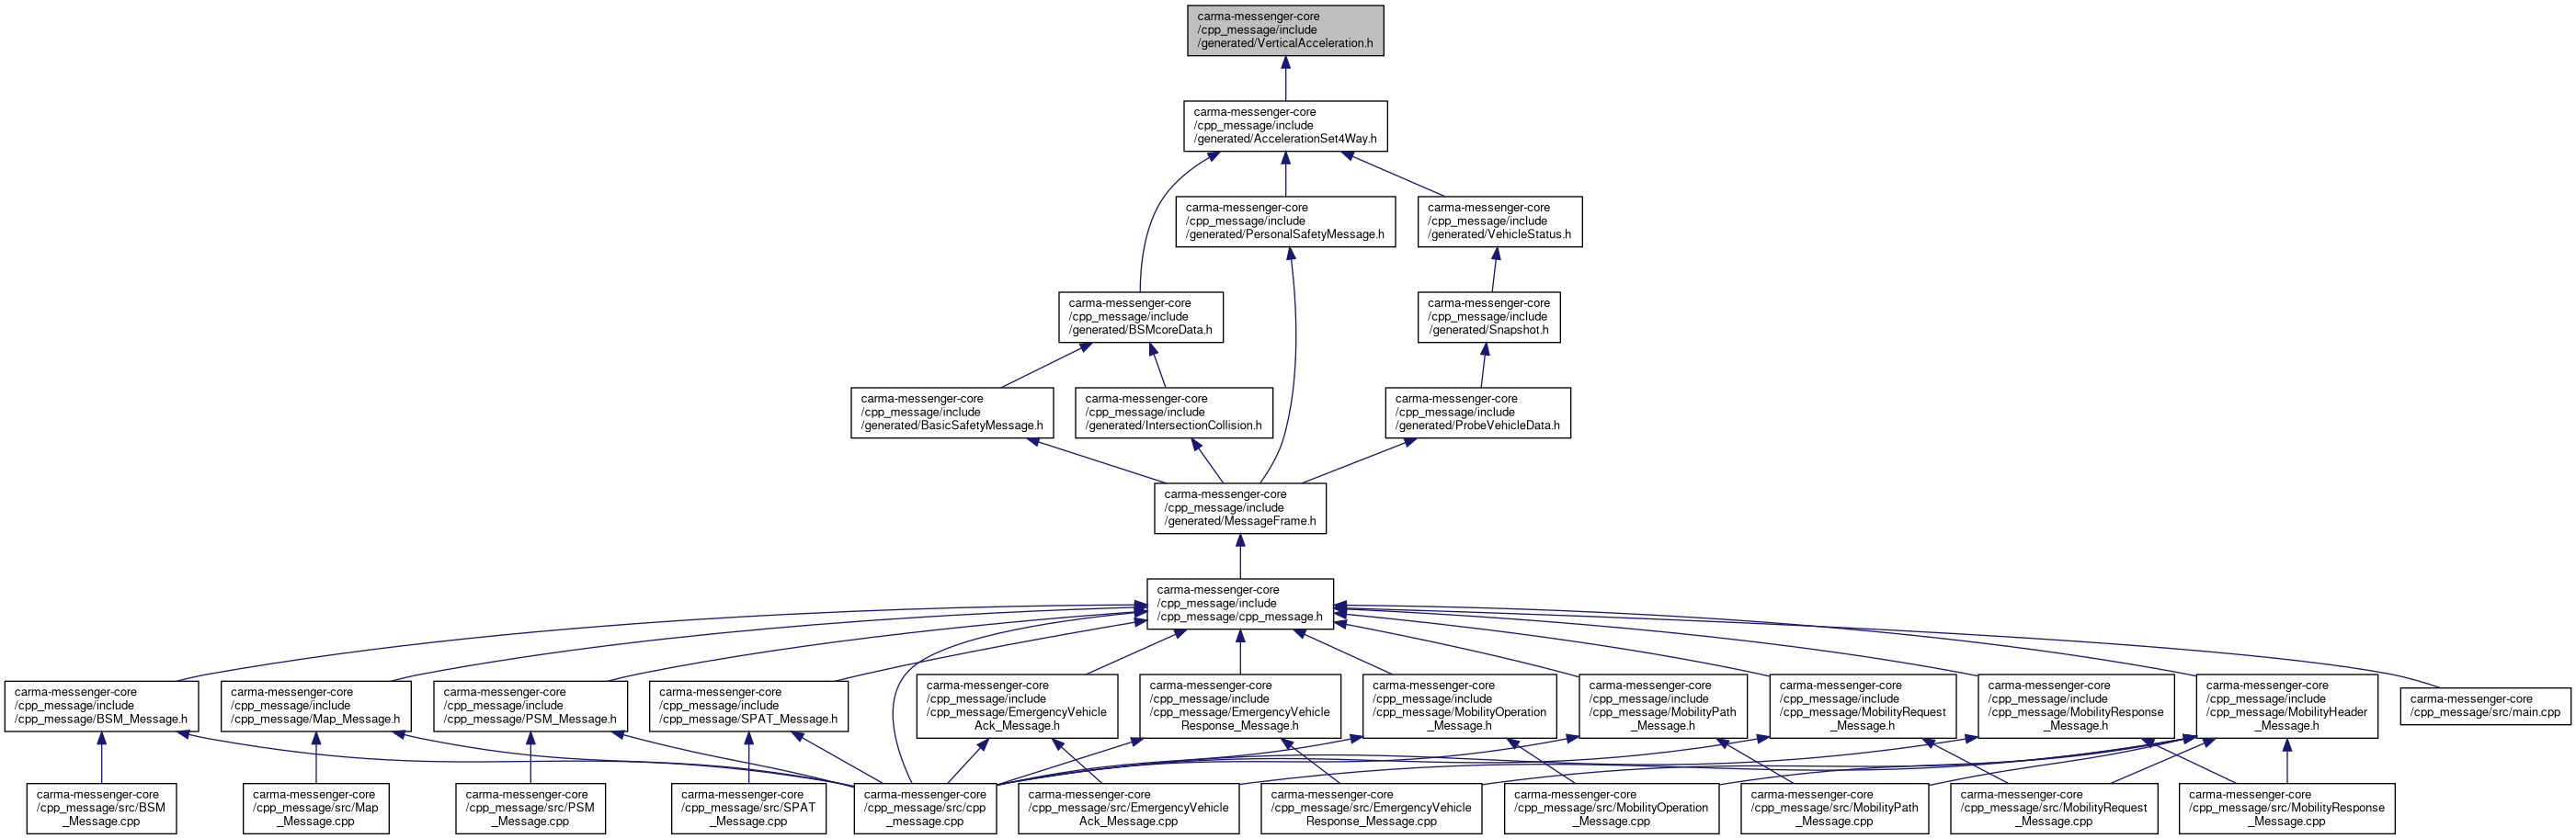 carma-messenger-core
/cpp_message/include
/generated/VerticalAcceleration.h
carma-messenger-core
/cpp_message/include
/generated/AccelerationSet4Way.h
carma-messenger-core
/cpp_message/include
/generated/PersonalSafetyMessage.h
carma-messenger-core
/cpp_message/include
/generated/VehicleStatus.h
carma-messenger-core
/cpp_message/include
/generated/BSMcoreData.h
carma-messenger-core
/cpp_message/include
/generated/Snapshot.h
carma-messenger-core
/cpp_message/include
/generated/BasicSafetyMessage.h
carma-messenger-core
/cpp_message/include
/generated/IntersectionCollision.h
carma-messenger-core
/cpp_message/include
/generated/ProbeVehicleData.h
carma-messenger-core
/cpp_message/include
/generated/MessageFrame.h
carma-messenger-core
/cpp_message/include
/cpp_message/cpp_message.h
carma-messenger-core
/cpp_message/include
/cpp_message/BSM_Message.h
carma-messenger-core
/cpp_message/include
/cpp_message/Map_Message.h
carma-messenger-core
/cpp_message/include
/cpp_message/PSM_Message.h
carma-messenger-core
/cpp_message/include
/cpp_message/SPAT_Message.h
carma-messenger-core
/cpp_message/include
/cpp_message/EmergencyVehicle
Ack_Message.h
carma-messenger-core
/cpp_message/include
/cpp_message/EmergencyVehicle
Response_Message.h
carma-messenger-core
/cpp_message/include
/cpp_message/MobilityOperation
_Message.h
carma-messenger-core
/cpp_message/include
/cpp_message/MobilityPath
_Message.h
carma-messenger-core
/cpp_message/include
/cpp_message/MobilityRequest
_Message.h
carma-messenger-core
/cpp_message/include
/cpp_message/MobilityResponse
_Message.h
carma-messenger-core
/cpp_message/include
/cpp_message/MobilityHeader
_Message.h
carma-messenger-core
/cpp_message/src/main.cpp
carma-messenger-core
/cpp_message/src/BSM
_Message.cpp
carma-messenger-core
/cpp_message/src/Map
_Message.cpp
carma-messenger-core
/cpp_message/src/PSM
_Message.cpp
carma-messenger-core
/cpp_message/src/SPAT
_Message.cpp
carma-messenger-core
/cpp_message/src/cpp
_message.cpp
carma-messenger-core
/cpp_message/src/EmergencyVehicle
Ack_Message.cpp
carma-messenger-core
/cpp_message/src/EmergencyVehicle
Response_Message.cpp
carma-messenger-core
/cpp_message/src/MobilityOperation
_Message.cpp
carma-messenger-core
/cpp_message/src/MobilityPath
_Message.cpp
carma-messenger-core
/cpp_message/src/MobilityRequest
_Message.cpp
carma-messenger-core
/cpp_message/src/MobilityResponse
_Message.cpp